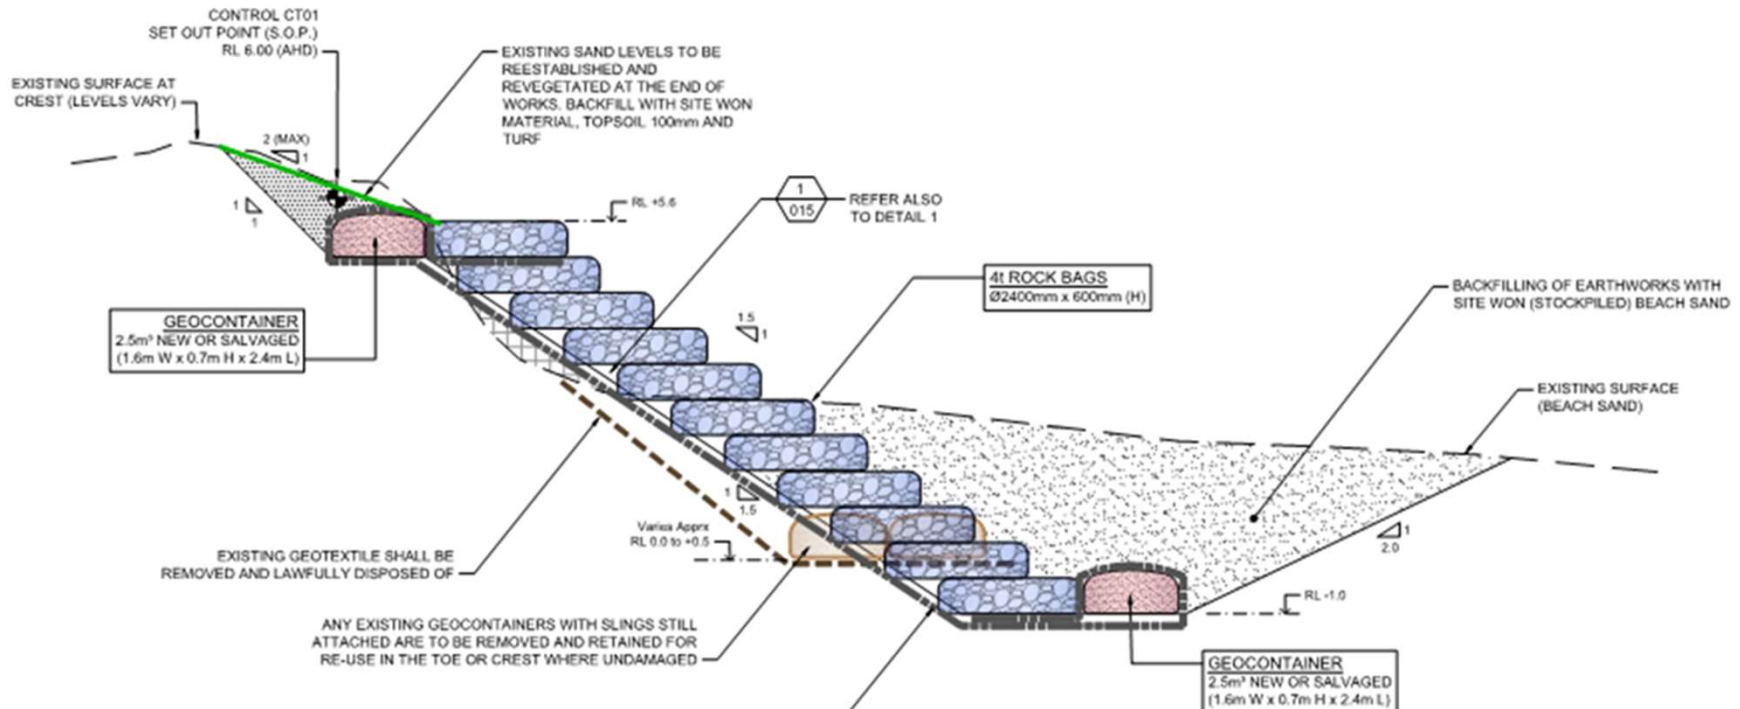 CONTROL CT01
SET OUT POINT (S.O.P.)
RL 6.00 (AHD)
EXISTING SURFACE AT
CREST (LEVELS VARY)
EXISTING SAND LEVELS TO BE
REESTABLISHED AND
REVEGETATED AT THE END OF
WORKS. BACKFILL WITH SITE WON
MATERIAL, TOPSOIL 100mm AND
TURF
2 (MAX)
1
1
1
RL +5.6
1
015
REFER ALSO
TO DETAIL 1
4t ROCK BAGS
Ø2400mm x 600mm (H)
BACKFILLING OF EARTHWORKS WITH
SITE WON (STOCKPILED) BEACH SAND
GEOCONTAINER
2.5m³ NEW OR SALVAGED
(1.6m W x 0.7m H x 2.4m L)
1.5
1
EXISTING SURFACE
(BEACH SAND)
1
1.5
Varies Apprx
RL 0.0 to +0.5
1
2.0
EXISTING GEOTEXTILE SHALL BE
REMOVED AND LAWFULLY DISPOSED OF
RL -1.0
ANY EXISTING GEOCONTAINERS WITH SLINGS STILL
ATTACHED ARE TO BE REMOVED AND RETAINED FOR
RE-USE IN THE TOE OR CREST WHERE UNDAMAGED
GEOCONTAINER
2.5m³ NEW OR SALVAGED
(1.6m W x 0.7m H x 2.4m L)